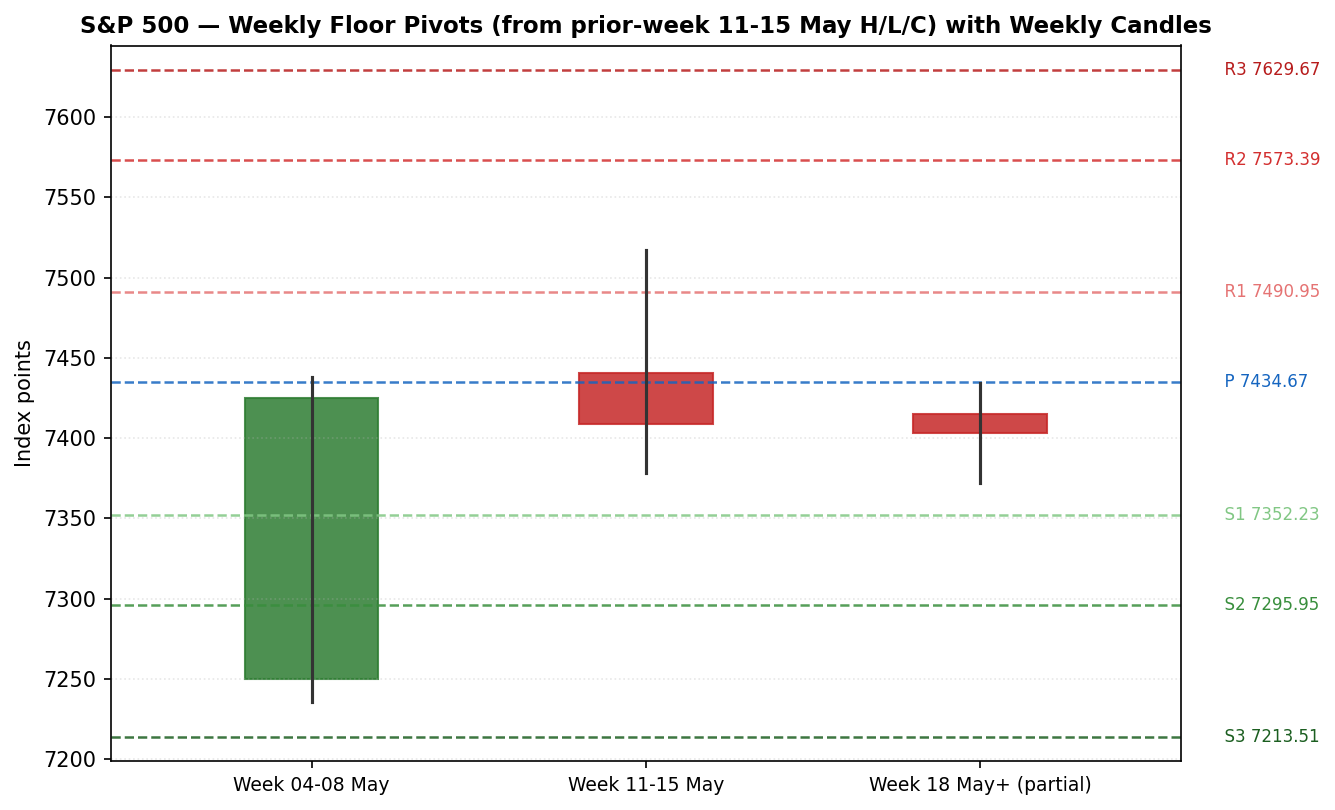 S&P 500 — Weekly Floor Pivots (from prior-week 11-15 May H/L/C) with Weekly Candles
R3 7629.67
7600
R2 7573.39
7550
7500
R1 7490.95
7450
P 7434.67
7400
Index points
7350
S1 7352.23
7300
S2 7295.95
7250
S3 7213.51
7200
Week 04-08 May
Week 11-15 May
Week 18 May+ (partial)